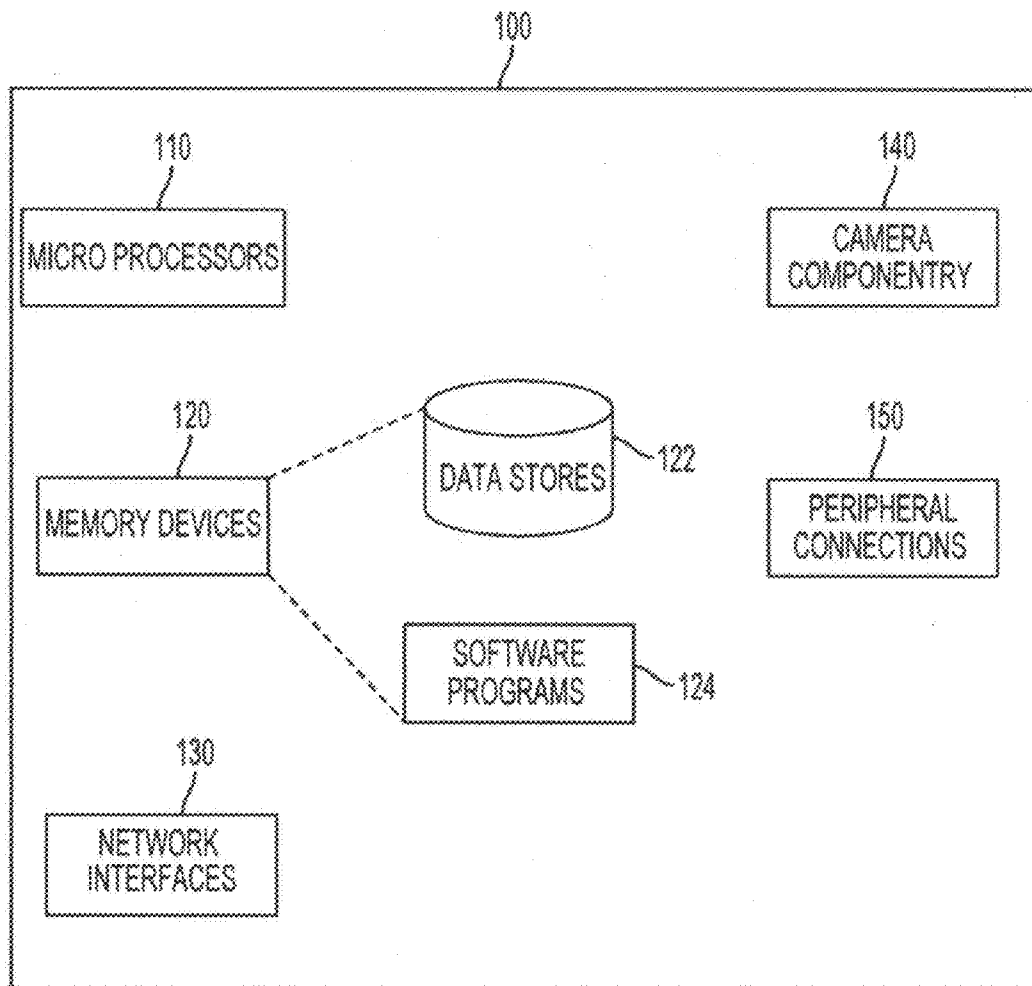 100
110
MICRO PROCESSORS
140
CAMERA
COMPONENTRY
120
MEMORY DEVICES
DATA STORES
122
150
PERIPHERAL
CONNECTIONS
SOFTWARE
PROGRAMS
124
130
NETWORK
INTERFACES